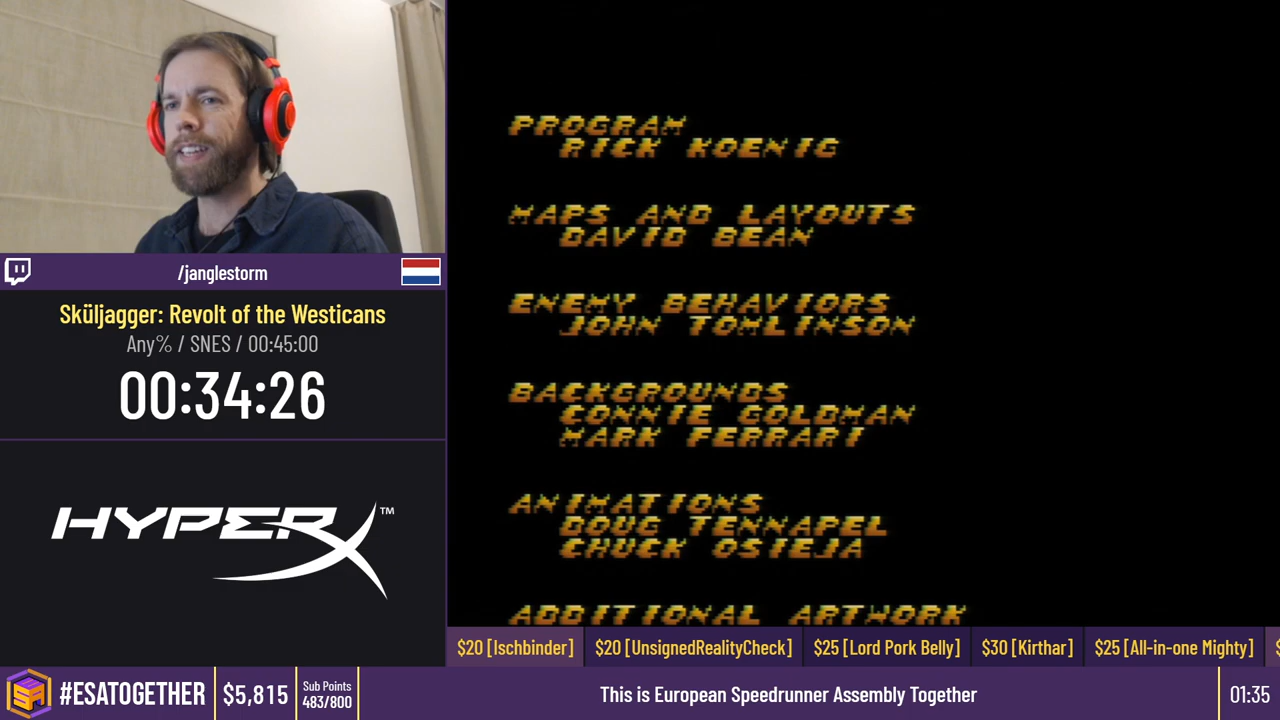 PROGRAM
RICK KOENIG
MAPS AND LAYOUTS
DAVID BEAN
ENEMY BEHAVIORS
JOHN TOMLINSON
BACKGROUNDS
CONNIE GOLDMAN
MARK FERRARI
ANIMATIONS
DOUG TENNAPEL
CHUCK OSIEJA
ADDITIONAL ARTWORK
/janglestorm
Sküljagger: Revolt of the Westicans
Any% / SNES / 00:45:00
00:34:26
HYPERX™
$20 [Ischbinder] $20 [UnsignedRealityCheck] $25 [Lord Pork Belly] $30 [Kirthar] $25 [All-in-one Mighty]
#ESATOGETHER $5,815 Sub Points
483/800
This is European Speedrunner Assembly Together 01:35